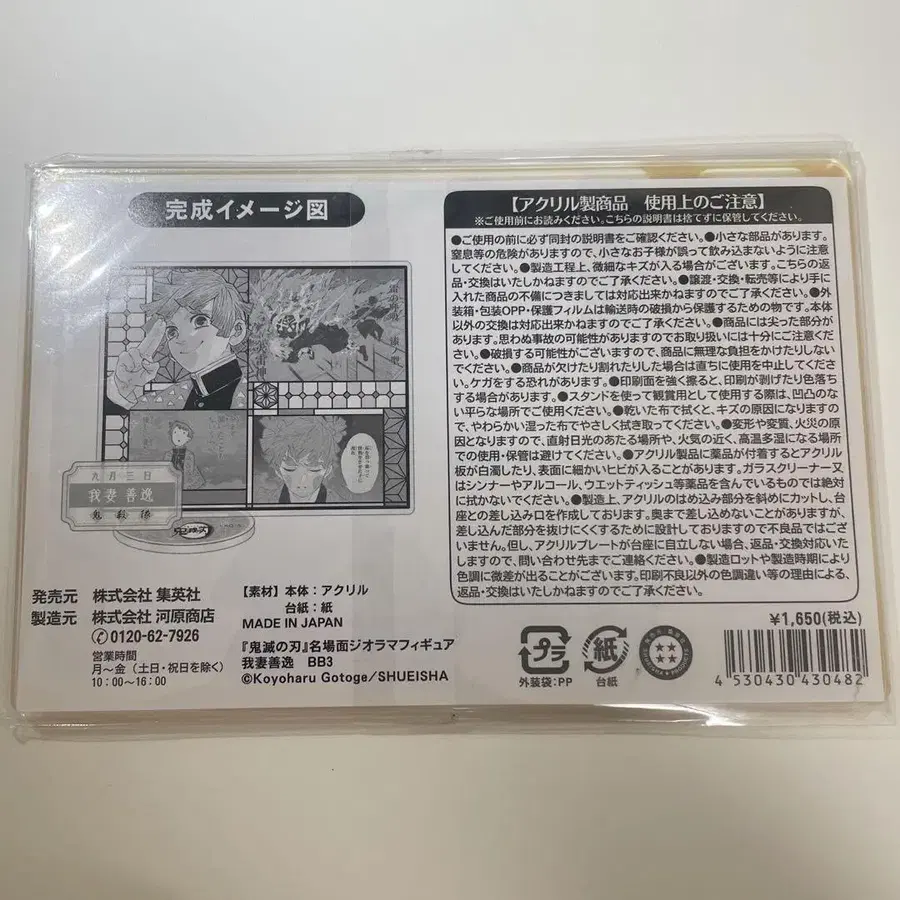 完成イメージ図
九月三日
我妻善逸
鬼殺隊
発売元 株式会社 集英社
製造元 株式会社 河原商店
0120-62-7926
営業時間
月〜金(土日・祝日を除く)
10:00〜16:00
【素材】本体:アクリル
台紙:紙
MADE IN JAPAN
『鬼滅の刃』名場面ジオラマフィギュア
我妻善逸 BB3
©Koyoharu Gotoge/SHUEISHA
【アクリル製商品 使用上のご注意】
※ご使用前にお読みください。こちらの説明書は捨てずに保管してください。
●ご使用の前に必ず同封の説明書をご確認ください。●小さな部品があります。
窒息等の危険がありますので、小さなお子様が誤って飲み込まないように注意
してください。●製造工程上、微細なキズが入る場合がございます。こちらの返
品・交換はいたしかねますのでご了承ください。●譲渡・交換・転売等により手に
入れた商品の不備につきましては対応出来かねますのでご了承ください。●外
装箱・包装OPP・保護フィルムは輸送時の破損から保護するための物です。本体
以外の交換は対応出来かねますのでご了承ください。●商品には尖った部分が
あります。思わぬ事故の可能性がありますのでお取り扱いには十分にご注意くださ
い。●破損する可能性がございますので、商品に無理な負担をかけたりしない
でください。●商品が欠けたり割れたりした場合は直ちに使用を中止してください。
ケガをする恐れがあります。●印刷面を強く擦ると、印刷が剥げたり色落ち
する場合があります。●スタンドを使って観賞用として使用する際は、凹凸のな
い平らな場所でご使用ください。●乾いた布で拭くと、キズの原因になりますの
で、やわらかい湿った布でやさしく拭き取ってください。●変形や変質、火災の原
因となりますので、直射日光のあたる場所や、火気の近く、高温多湿になる場所
での使用・保管は避けてください。●アクリル製品に薬品が付着するとアクリル
板が白濁したり、表面に細かいヒビが入ることがあります。ガラスクリーナー又は
シンナーやアルコール、ウエットティッシュ等薬品を含んでいるものでは絶対
に拭かないでください。●製造上、アクリルのはめ込み部分を斜めにカットし、台
座との差し込み口を作成しております。奥まで差し込めないことがありますが、
差し込んだ部分を抜けにくくするために設計しておりますので不良品ではござ
いません。但し、アクリルプレートが台座に自立しない場合、返品・交換対応いた
しますので、問い合わせ先までご連絡ください。●製造ロットや製造時期により
色調に微差が出ることがございます。印刷不良以外の色調違い等の理由による、
返品・交換はいたしかねますのでご了承ください。
¥1,650(税込)
プラ
外装袋:PP
紙
台紙
4 530430 430482